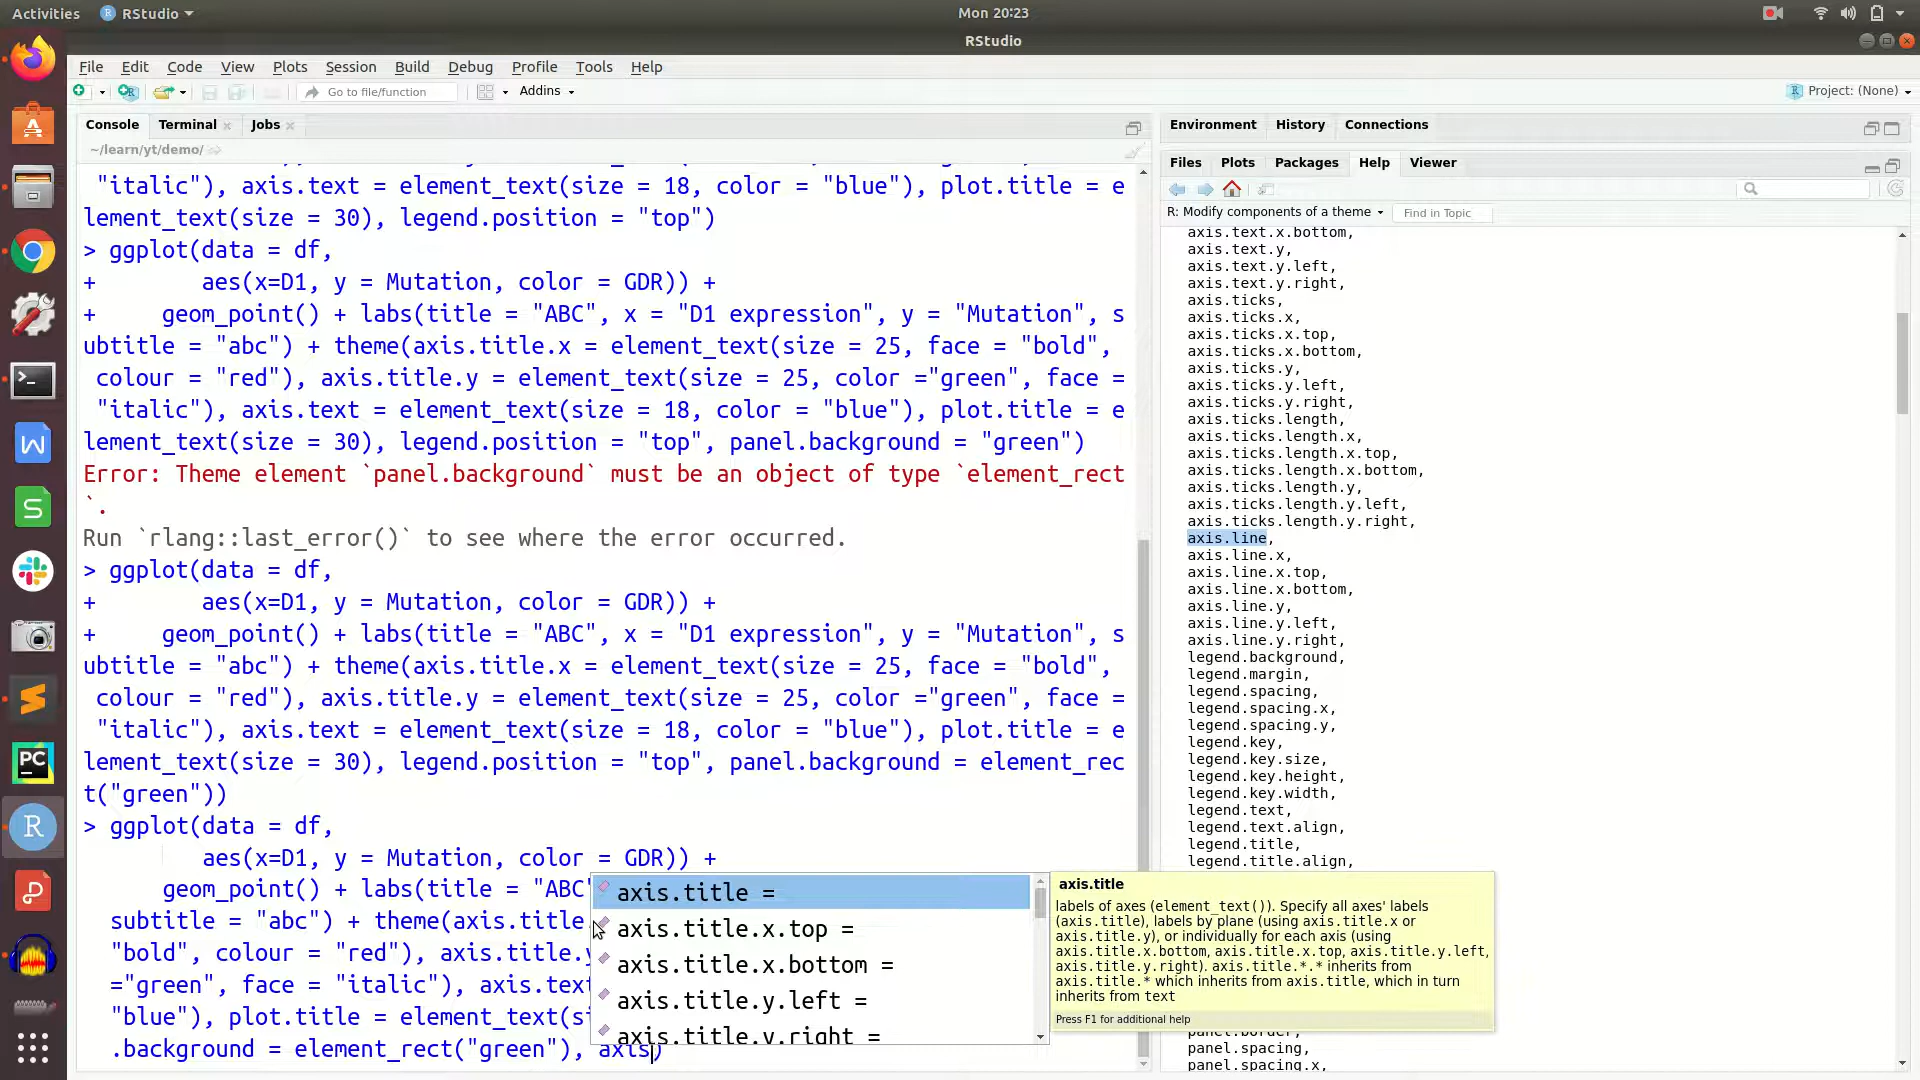 Activities RStudio Mon 20:23
RStudio
File Edit Code View Plots Session Build Debug Profile Tools Help
Go to file/function Addins Project: (None)
Console Terminal Jobs
~/learn/yt/demo/
"italic"), axis.text = element_text(size = 18, color = "blue"), plot.title = e
lement_text(size = 30), legend.position = "top")
> ggplot(data = df,
+ aes(x=D1, y = Mutation, color = GDR)) +
+ geom_point() + labs(title = "ABC", x = "D1 expression", y = "Mutation", s
ubtitle = "abc") + theme(axis.title.x = element_text(size = 25, face = "bold",
colour = "red"), axis.title.y = element_text(size = 25, color ="green", face =
"italic"), axis.text = element_text(size = 18, color = "blue"), plot.title = e
lement_text(size = 30), legend.position = "top", panel.background = "green")
Error: Theme element `panel.background` must be an object of type `element_rect
`.
Run `rlang::last_error()` to see where the error occurred.
> ggplot(data = df,
+ aes(x=D1, y = Mutation, color = GDR)) +
+ geom_point() + labs(title = "ABC", x = "D1 expression", y = "Mutation", s
ubtitle = "abc") + theme(axis.title.x = element_text(size = 25, face = "bold",
colour = "red"), axis.title.y = element_text(size = 25, color ="green", face =
"italic"), axis.text = element_text(size = 18, color = "blue"), plot.title = e
lement_text(size = 30), legend.position = "top", panel.background = element_rec
t("green"))
> ggplot(data = df,
aes(x=D1, y = Mutation, color = GDR)) +
geom_point() + labs(title = "ABC"
subtitle = "abc") + theme(axis.title.
"bold", colour = "red"), axis.title.y
="green", face = "italic"), axis.text
"blue"), plot.title = element_text(si
.background = element_rect("green"), axis)
axis.title =
axis.title.x.top =
axis.title.x.bottom =
axis.title.y.left =
axis.title.y.right =
axis.title
labels of axes (element_text()). Specify all axes' labels
(axis.title), labels by plane (using axis.title.x or
axis.title.y), or individually for each axis (using
axis.title.x.bottom, axis.title.x.top, axis.title.y.left,
axis.title.y.right). axis.title.*.* inherits from
axis.title.* which inherits from axis.title, which in turn
inherits from text
Press F1 for additional help
Environment History Connections
Files Plots Packages Help Viewer
R: Modify components of a theme Find in Topic
axis.text.x.bottom,
axis.text.y,
axis.text.y.left,
axis.text.y.right,
axis.ticks,
axis.ticks.x,
axis.ticks.x.top,
axis.ticks.x.bottom,
axis.ticks.y,
axis.ticks.y.left,
axis.ticks.y.right,
axis.ticks.length,
axis.ticks.length.x,
axis.ticks.length.x.top,
axis.ticks.length.x.bottom,
axis.ticks.length.y,
axis.ticks.length.y.left,
axis.ticks.length.y.right,
axis.line,
axis.line.x,
axis.line.x.top,
axis.line.x.bottom,
axis.line.y,
axis.line.y.left,
axis.line.y.right,
legend.background,
legend.margin,
legend.spacing,
legend.spacing.x,
legend.spacing.y,
legend.key,
legend.key.size,
legend.key.height,
legend.key.width,
legend.text,
legend.text.align,
legend.title,
legend.title.align,
panel.border,
panel.spacing,
panel.spacing.x,